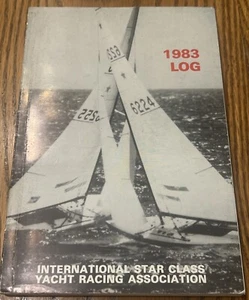 1983
LOG
6224
INTERNATIONAL STAR CLASS
YACHT RACING ASSOCIATION